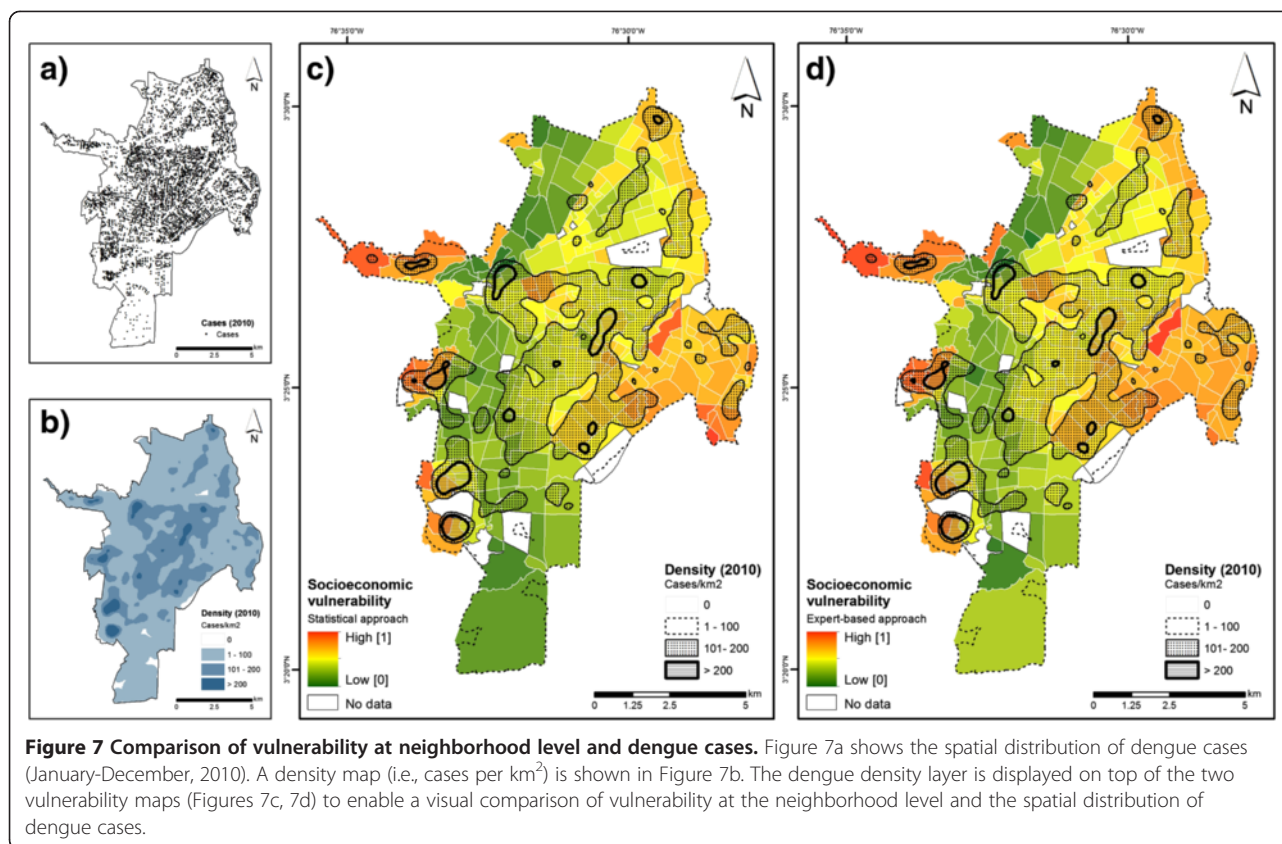 a)
N
Cases (2010)
Cases
0 2.5 5
km
b)
N
Density (2010)
Cases/km2
0
1 - 100
101 - 200
> 200
km
0 2.5 5
76°35'0"W 76°30'0"W
3°30'0"N
3°25'0"N
3°20'0"N
c)
N
Socioeconomic
vulnerability
Statistical approach
High [1]
Low [0]
No data
Density (2010)
Cases/km2
0
1 - 100
101- 200
> 200
km
0 1.25 2.5 5
76°35'0"W 76°30'0"W
3°30'0"N
3°25'0"N
3°20'0"N
d)
N
Socioeconomic
vulnerability
Expert-based approach
High [1]
Low [0]
No data
Density (2010)
Cases/km2
0
1 - 100
101- 200
> 200
km
0 1.25 2.5 5
Figure 7 Comparison of vulnerability at neighborhood level and dengue cases. Figure 7a shows the spatial distribution of dengue cases
(January-December, 2010). A density map (i.e., cases per km²) is shown in Figure 7b. The dengue density layer is displayed on top of the two
vulnerability maps (Figures 7c, 7d) to enable a visual comparison of vulnerability at the neighborhood level and the spatial distribution of
dengue cases.